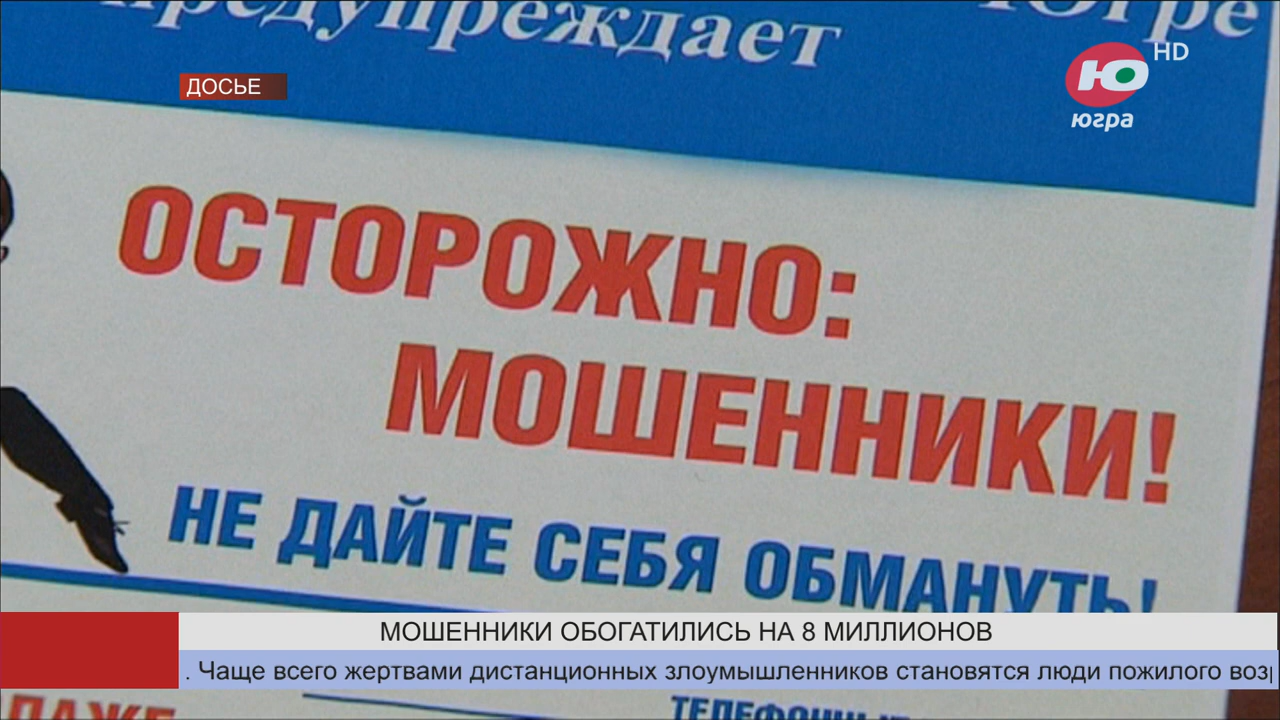 предупреждает
Югре
HD
ДОСЬЕ
Ю
югра
ОСТОРОЖНО:
МОШЕННИКИ!
НЕ ДАЙТЕ СЕБЯ ОБМАНУТЬ!
МОШЕННИКИ ОБОГАТИЛИСЬ НА 8 МИЛЛИОНОВ
. Чаще всего жертвами дистанционных злоумышленников становятся люди пожилого